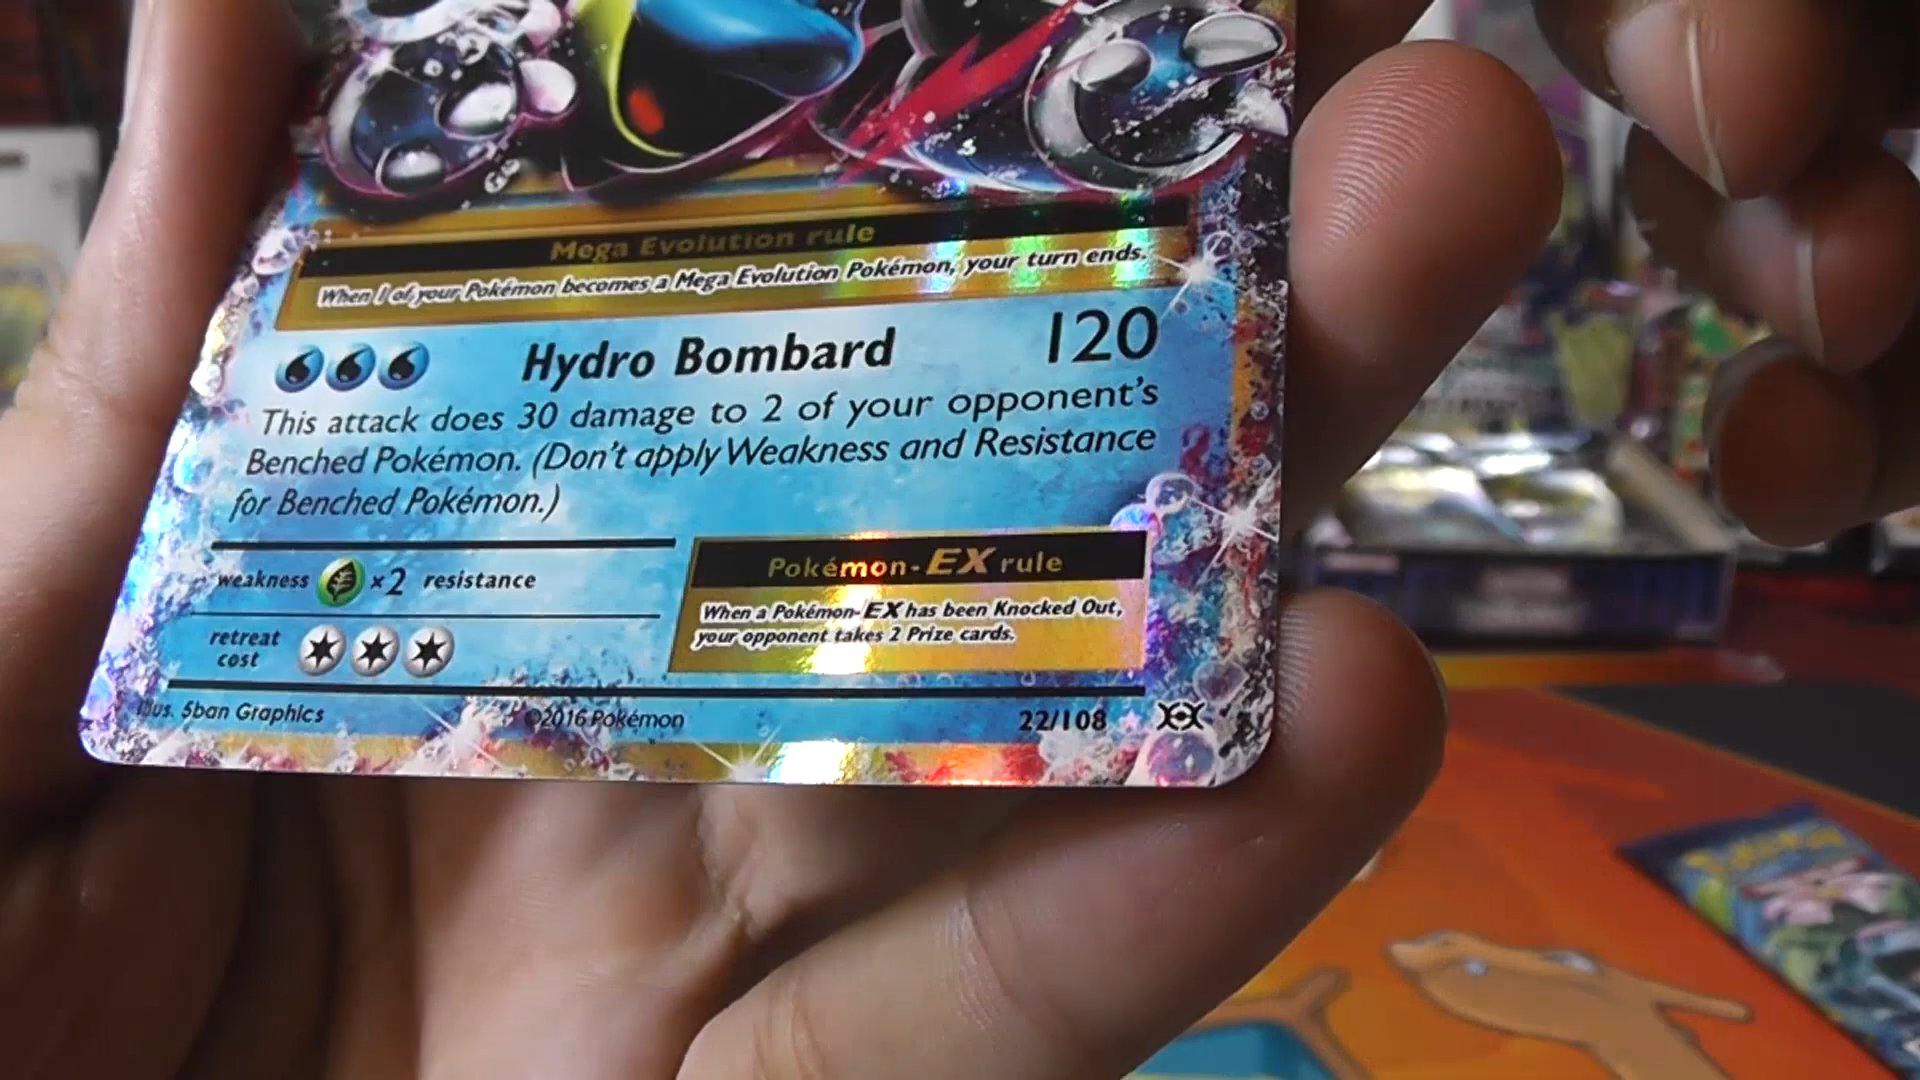 Mega Evolution rule
When 1 of your Pokémon becomes a Mega Evolution Pokémon, your turn ends.
Hydro Bombard 120
This attack does 30 damage to 2 of your opponent's
Benched Pokémon. (Don't apply Weakness and Resistance
for Benched Pokémon.)
weakness ×2 resistance
retreat
cost
Pokémon-EX rule
When a Pokémon-EX has been Knocked Out,
your opponent takes 2 Prize cards.
Illus. 5ban Graphics
©2016 Pokémon
22/108